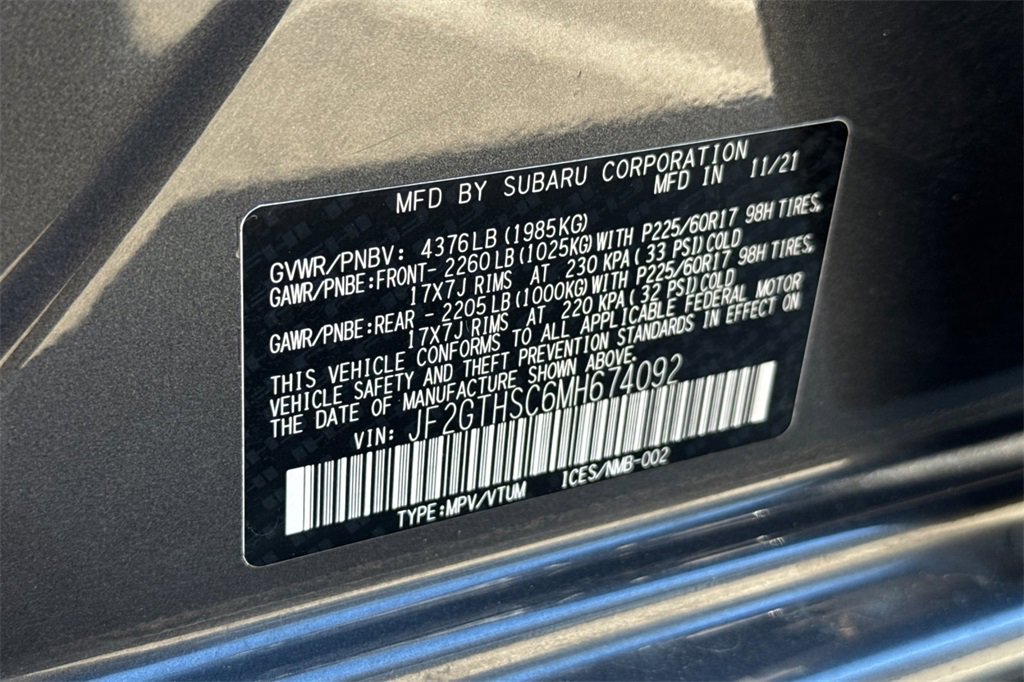 MFD BY SUBARU CORPORATION
MFD IN 11/21
GVWR/PNBV: 4376LB(1985KG)
GAWR/PNBE:FRONT- 2260LB(1025KG)WITH P225/60R17 98H TIRES,
17X7J RIMS AT 230 KPA(33 PSI)COLD
GAWR/PNBE:REAR - 2205LB(1000KG)WITH P225/60R17 98H TIRES,
17X7J RIMS AT 220 KPA(32 PSI)COLD
THIS VEHICLE CONFORMS TO ALL APPLICABLE FEDERAL MOTOR
VEHICLE SAFETY AND THEFT PREVENTION STANDARDS IN EFFECT ON
THE DATE OF MANUFACTURE SHOWN ABOVE.
VIN: JF2GTHSC6MH674092
TYPE:MPV/VTUM ICES/NMB-002